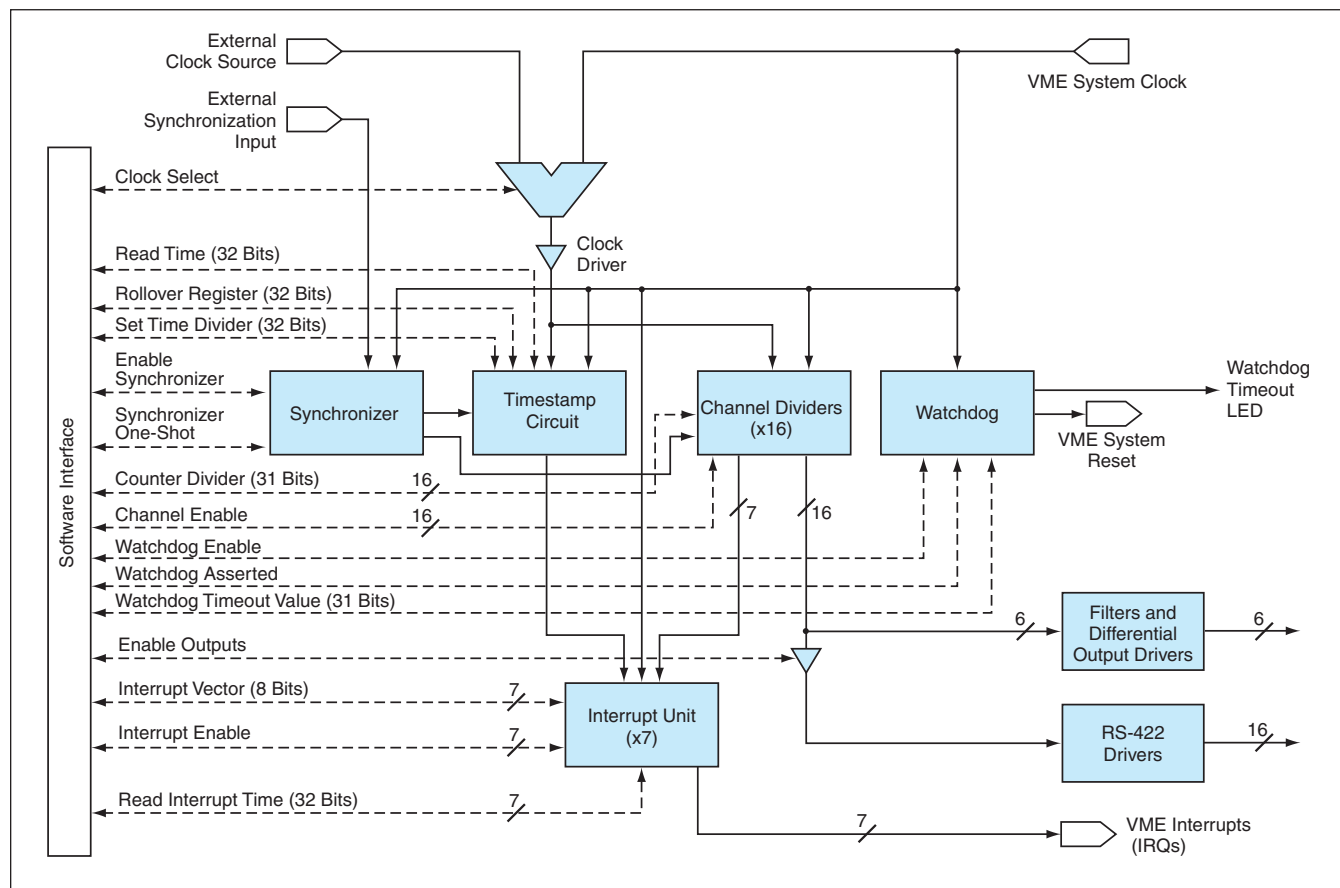 External
Clock Source
VME System Clock
External
Synchronization
Input
Clock Select
Clock
Driver
Read Time (32 Bits)
Rollover Register (32 Bits)
Set Time Divider (32 Bits)
Enable
Synchronizer
Synchronizer
One-Shot
Synchronizer
Timestamp
Circuit
Channel Dividers
(x16)
Watchdog
Watchdog
Timeout
LED
VME System
Reset
Software Interface
Counter Divider (31 Bits)
16
Channel Enable
16
7
16
Watchdog Enable
Watchdog Asserted
Watchdog Timeout Value (31 Bits)
Enable Outputs
6
Filters and
Differential
Output Drivers
6
Interrupt Vector (8 Bits)
7
Interrupt Enable
7
Interrupt Unit
(x7)
RS-422
Drivers
16
Read Interrupt Time (32 Bits)
7
7
VME Interrupts
(IRQs)